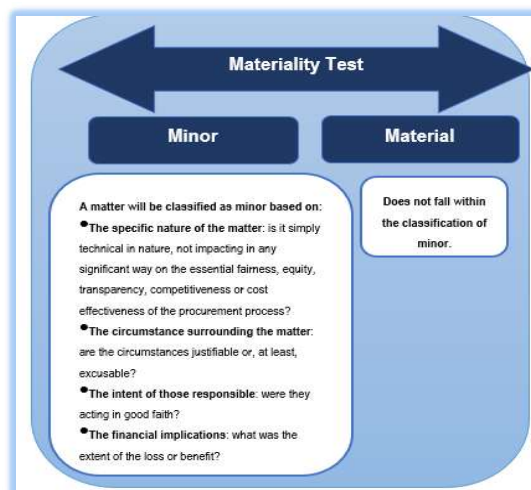 Materiality Test
Minor
Material
A matter will be classified as minor based on:
•The specific nature of the matter: is it simply
technical in nature, not impacting in any
significant way on the essential fairness, equity,
transparency, competitiveness or cost
effectiveness of the procurement process?
•The circumstance surrounding the matter:
are the circumstances justifiable or, at least,
excusable?
•The intent of those responsible: were they
acting in good faith?
•The financial implications: what was the
extent of the loss or benefit?
Does not fall within
the classification of
minor.